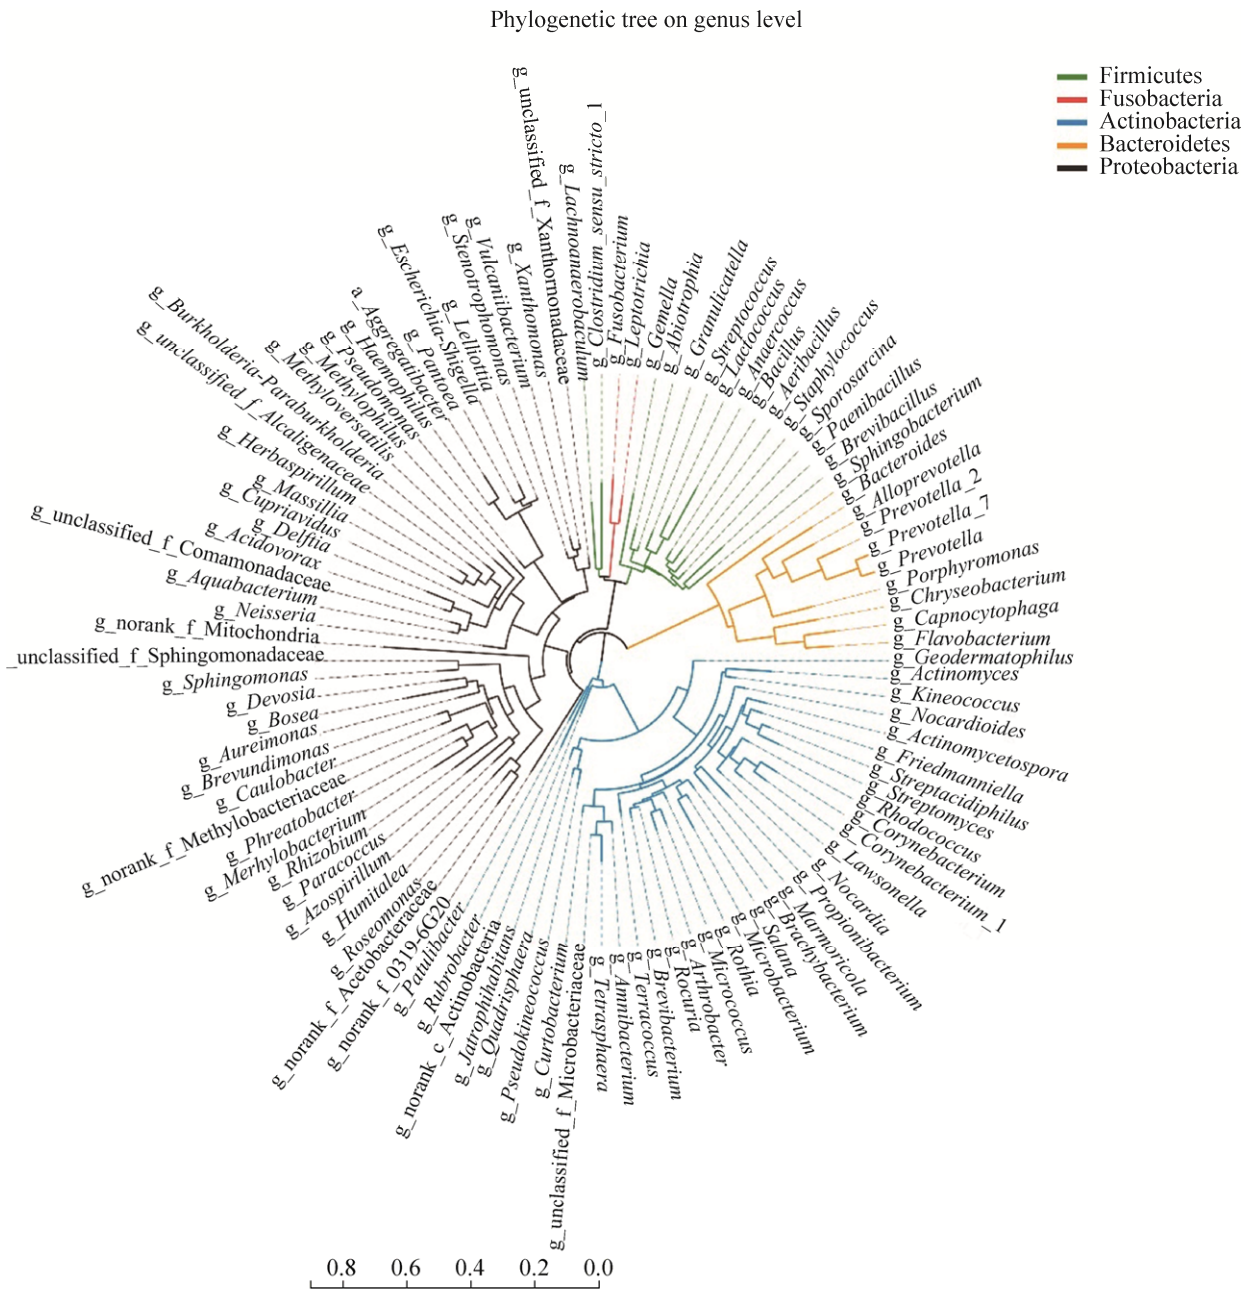 Phylogenetic tree on genus level
Firmicutes
Fusobacteria
Actinobacteria
Bacteroidetes
Proteobacteria
g_Clostridium_sensn_stricto_1
g_Fusobacterium
g_Leptotrichia
g_Gemella
g_Abiotrophia
g_Granulicatella
g_Streptococcus
g_Lactococcus
g_Anaercoccus
g_Bacillus
g_Aeribacillus
g_Staphylococcus
g_Sporosarcina
g_Paenibacillus
g_Brevibacillus
g_Sphingobacterium
g_Bacteroides
g_Alloprevotella
g_Prevotella_2
g_Prevotella_7
g_Prevotella
g_Porphyromonas
g_Chryseobacterium
g_Capnocytophaga
g_Flavobacterium
g_Geodermatophilus
g_Actinomyces
g_Kineococcus
g_Nocardioides
g_Actinomycetospora
g_Friedmanniella
g_Streptacidiphilus
g_Streptomyces
g_Rhodococcus
g_Corynebacterium
g_Corynebacterium_1
g_Lawsonella
g_Nocardia
g_Propionibacterium
g_Marmoricola
g_Brachybacterium
g_Salana
g_Microbacterium
g_Rothia
g_Micrococcus
g_Arthrobacter
g_Rocuria
g_Brevibacterium
g_Terracoccus
g_Amnibacterium
g_Tetrasphaera
g_unclassified_f_Microbacteriaceae
g_Curtobacterium
g_Pseudokineococcus
g_Quadrisphaera
g_Jatrophihabitans
g_norank_c_Actinobacteria
g_Rubrobacter
g_Patulibacter
g_norank_f_0319-6G20
g_norank_f_Acetobacteraceae
g_Roseomonas
g_Humitalea
g_Azospirillum
g_Paracoccus
g_Rhizobium
g_Merhylobacterium
g_Phreatobacter
g_norank_f_Methylobacteriaceae
g_Caulobacter
g_Brevundimonas
g_Aureimonas
g_Bosea
g_Devosia
g_Sphingomonas
_unclassified_f_Sphingomonadaceae
g_norank_f_Mitochondria
g_Neisseria
g_Aquabacterium
g_unclassified_f_Comamonadaceae
g_Acidovorax
g_Delftia
g_Cupriavidus
g_Massillia
g_Herbaspirillum
g_unclassified_f_Alcaligenaceae
g_Burkholderia-Paraburkholderia
g_Methyloversatilis
g_Methylophilus
g_Pseudomonas
g_Haemophilus
a_Aggregatibacter
g_Pantoea
g_Escherichia-Shigella
g_Lelliottia
g_Stenotrophomonas
g_Vulcaniibacterium
g_Xanthomonas
g_unclassified_f_Xanthornonadaceae
g_Lachnoanaerobaculum
0.8 0.6 0.4 0.2 0.0